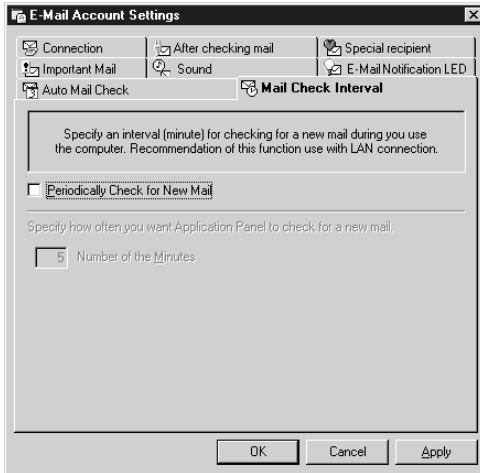 E-Mail Account Settings
Connection
After checking mail
Special recipient
Important Mail
Sound
E-Mail Notification LED
Auto Mail Check
Mail Check Interval
Specify an interval (minute) for checking for a new mail during you use
the computer. Recommendation of this function use with LAN connection.
Periodically Check for New Mail
Specify how often you want Application Panel to check for a new mail.
5 Number of the Minutes
OK
Cancel
Apply